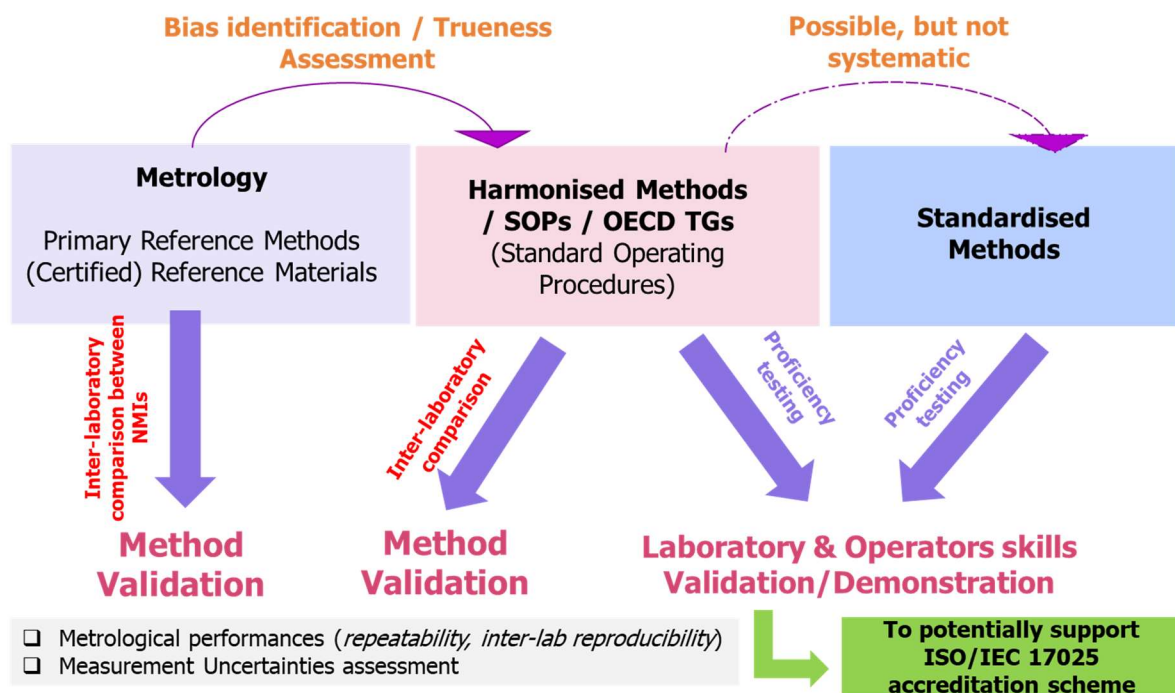 Bias identification / Trueness
Assessment
Possible, but not
systematic
Metrology
Primary Reference Methods
(Certified) Reference Materials
Harmonised Methods
/ SOPs / OECD TGs
(Standard Operating
Procedures)
Standardised
Methods
Inter-laboratory
comparison between
NMIs
Inter-laboratory
comparison
Proficiency
testing
Proficiency
testing
Method
Validation
Method
Validation
Laboratory & Operators skills
Validation/Demonstration
❑ Metrological performances (repeatability, inter-lab reproducibility)
❑ Measurement Uncertainties assessment
To potentially support
ISO/IEC 17025
accreditation scheme